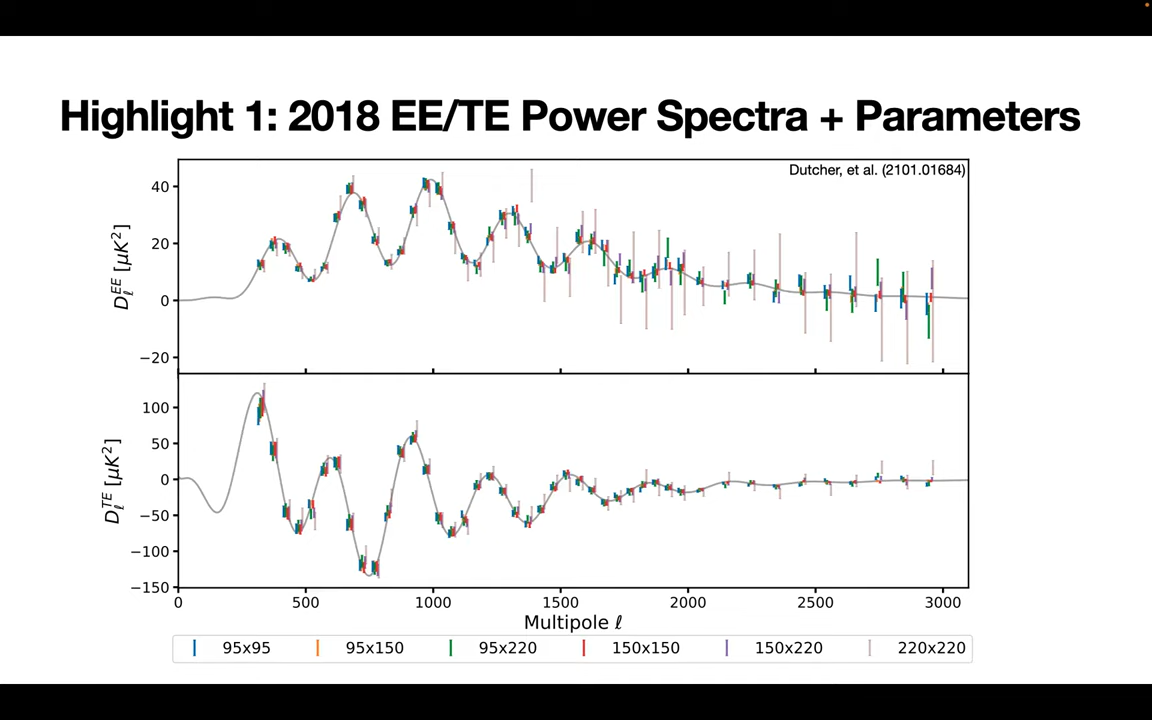 Highlight 1: 2018 EE/TE Power Spectra + Parameters
Dutcher, et al. (2101.01684)
40
20
0
−20
D_ℓ^EE [μK²]
100
50
0
−50
−100
−150
D_ℓ^TE [μK²]
0 500 1000 1500 2000 2500 3000
Multipole ℓ
95x95 95x150 95x220 150x150 150x220 220x220